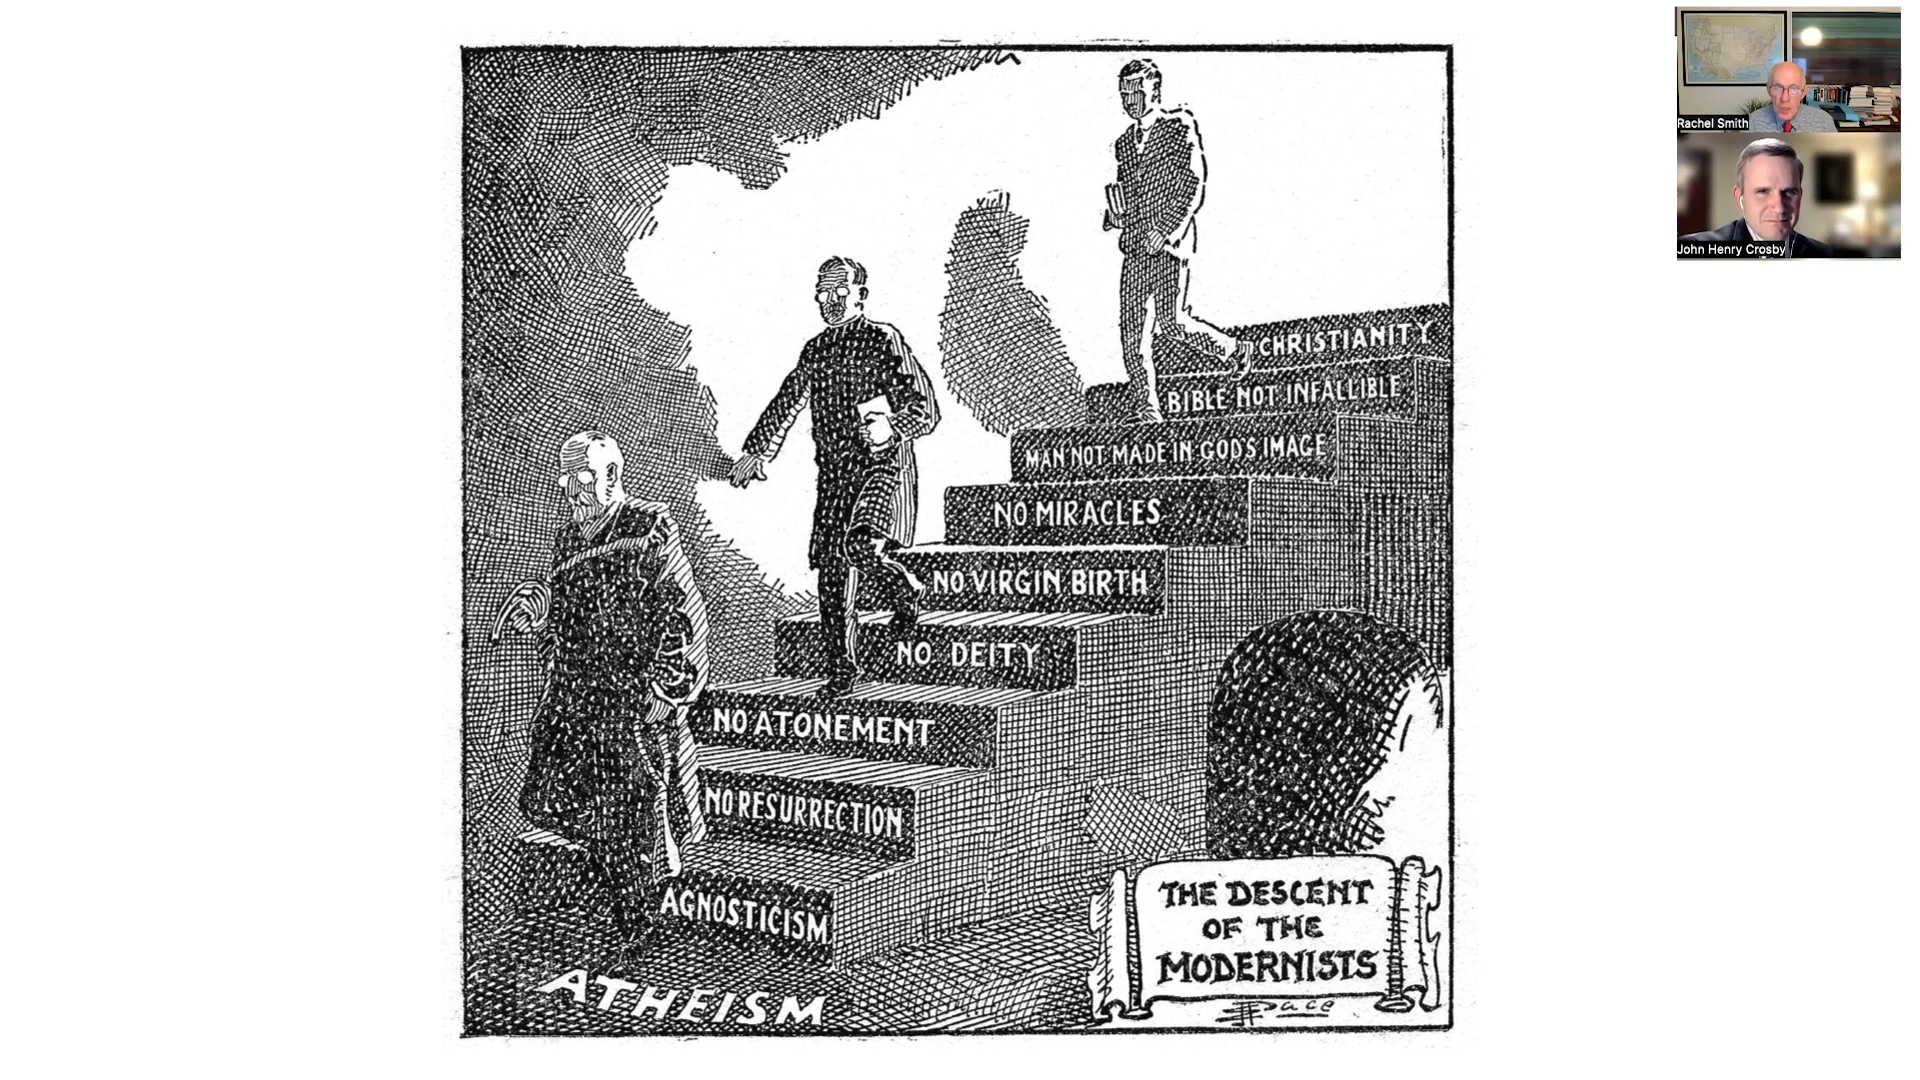 CHRISTIANITY
BIBLE NOT INFALLIBLE
MAN NOT MADE IN GODS IMAGE
NO MIRACLES
NO VIRGIN BIRTH
NO DEITY
NO ATONEMENT
NO RESURRECTION
AGNOSTICISM
ATHEISM
THE DESCENT
OF THE
MODERNISTS
Pace
Rachel Smith
John Henry Crosby